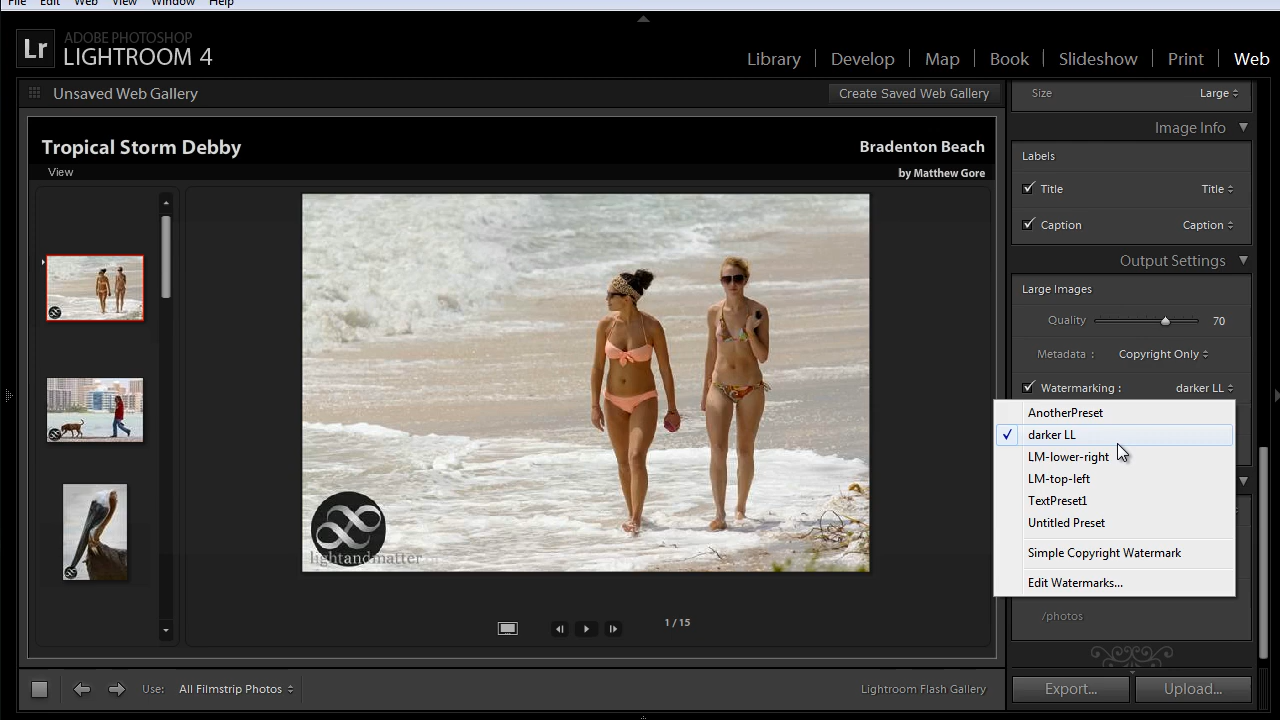 File Edit Web View Window Help
Lr ADOBE PHOTOSHOP
LIGHTROOM 4
Library | Develop | Map | Book | Slideshow | Print | Web
Unsaved Web Gallery
Create Saved Web Gallery
Tropical Storm Debby
Bradenton Beach
View
by Matthew Gore
lightandmatter
1 / 15
Use: All Filmstrip Photos
Lightroom Flash Gallery
Size Large
Image Info
Labels
Title Title
Caption Caption
Output Settings
Large Images
Quality 70
Metadata : Copyright Only
Watermarking : darker LL
AnotherPreset
darker LL
LM-lower-right
LM-top-left
TextPreset1
Untitled Preset
Simple Copyright Watermark
Edit Watermarks...
/photos
Export...
Upload...